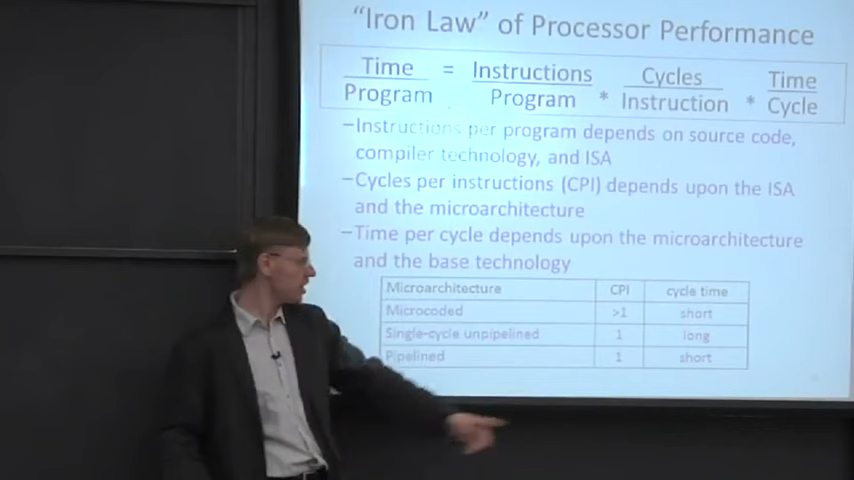 "Iron Law" of Processor Performance
Time = Instructions Cycles Time
Program Program * Instruction * Cycle
–Instructions per program depends on source code,
compiler technology, and ISA
–Cycles per instructions (CPI) depends upon the ISA
and the microarchitecture
–Time per cycle depends upon the microarchitecture
and the base technology
Microarchitecture CPI cycle time
Microcoded >1 short
Single-cycle unpipelined 1 long
Pipelined 1 short